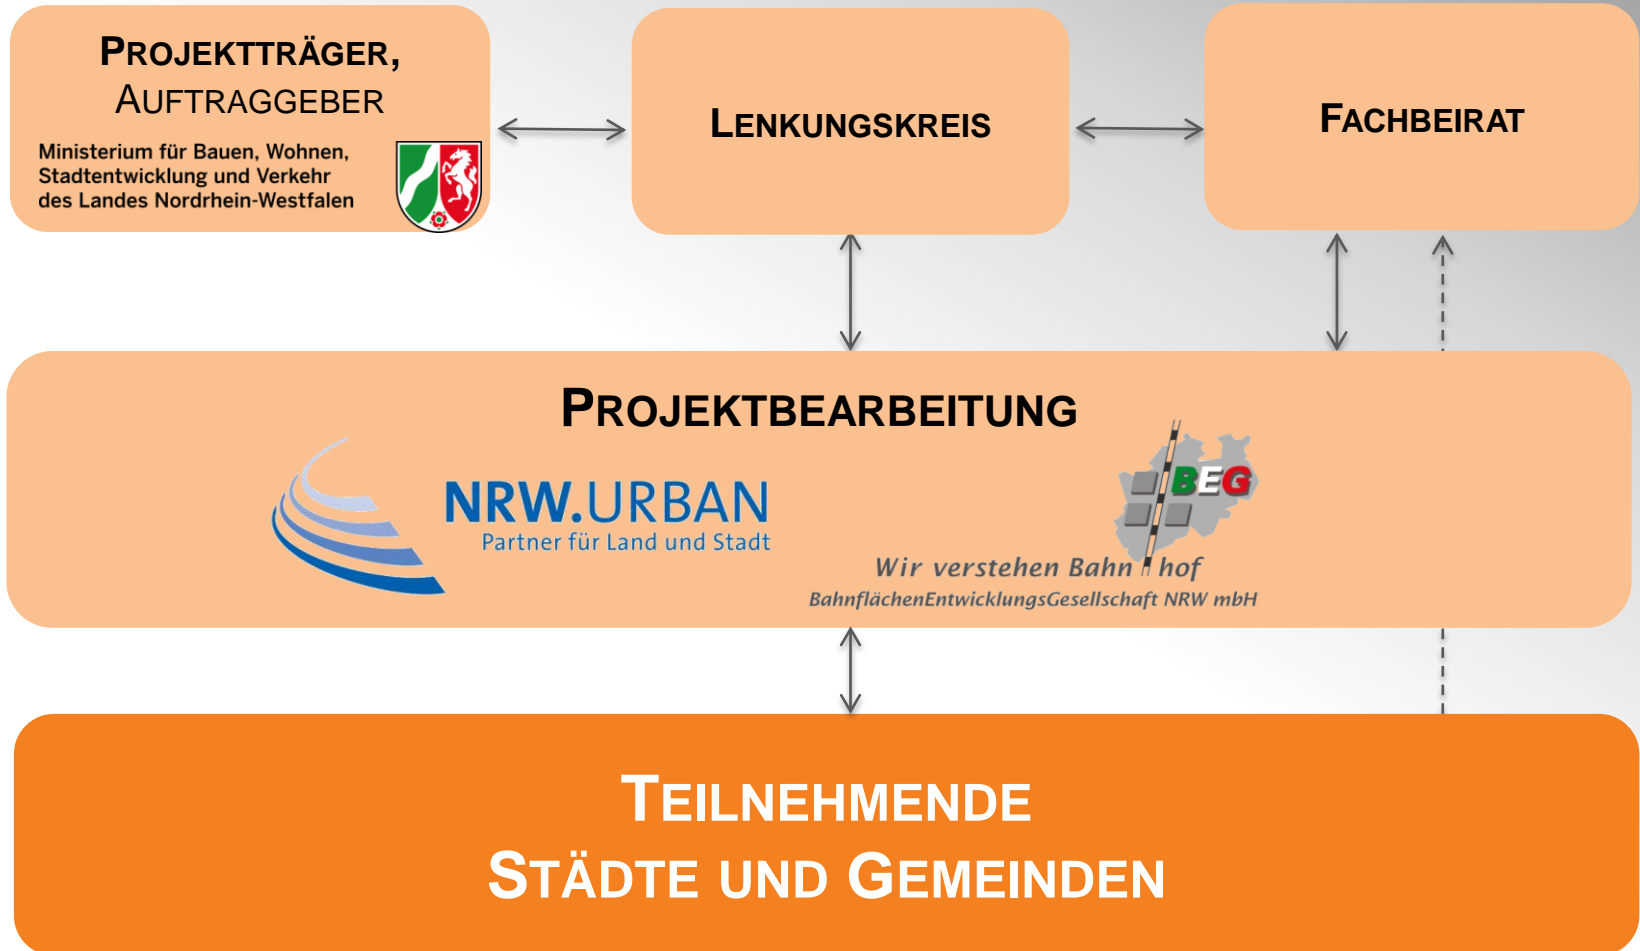 PROJEKTTRÄGER,
AUFTRAGGEBER
Ministerium für Bauen, Wohnen,
Stadtentwicklung und Verkehr
des Landes Nordrhein-Westfalen
LENKUNGSKREIS
FACHBEIRAT
PROJEKTBEARBEITUNG
NRW.URBAN
Partner für Land und Stadt
BEG
Wir verstehen Bahnhof
BahnflächenEntwicklungsGesellschaft NRW mbH
TEILNEHMENDE
STÄDTE UND GEMEINDEN